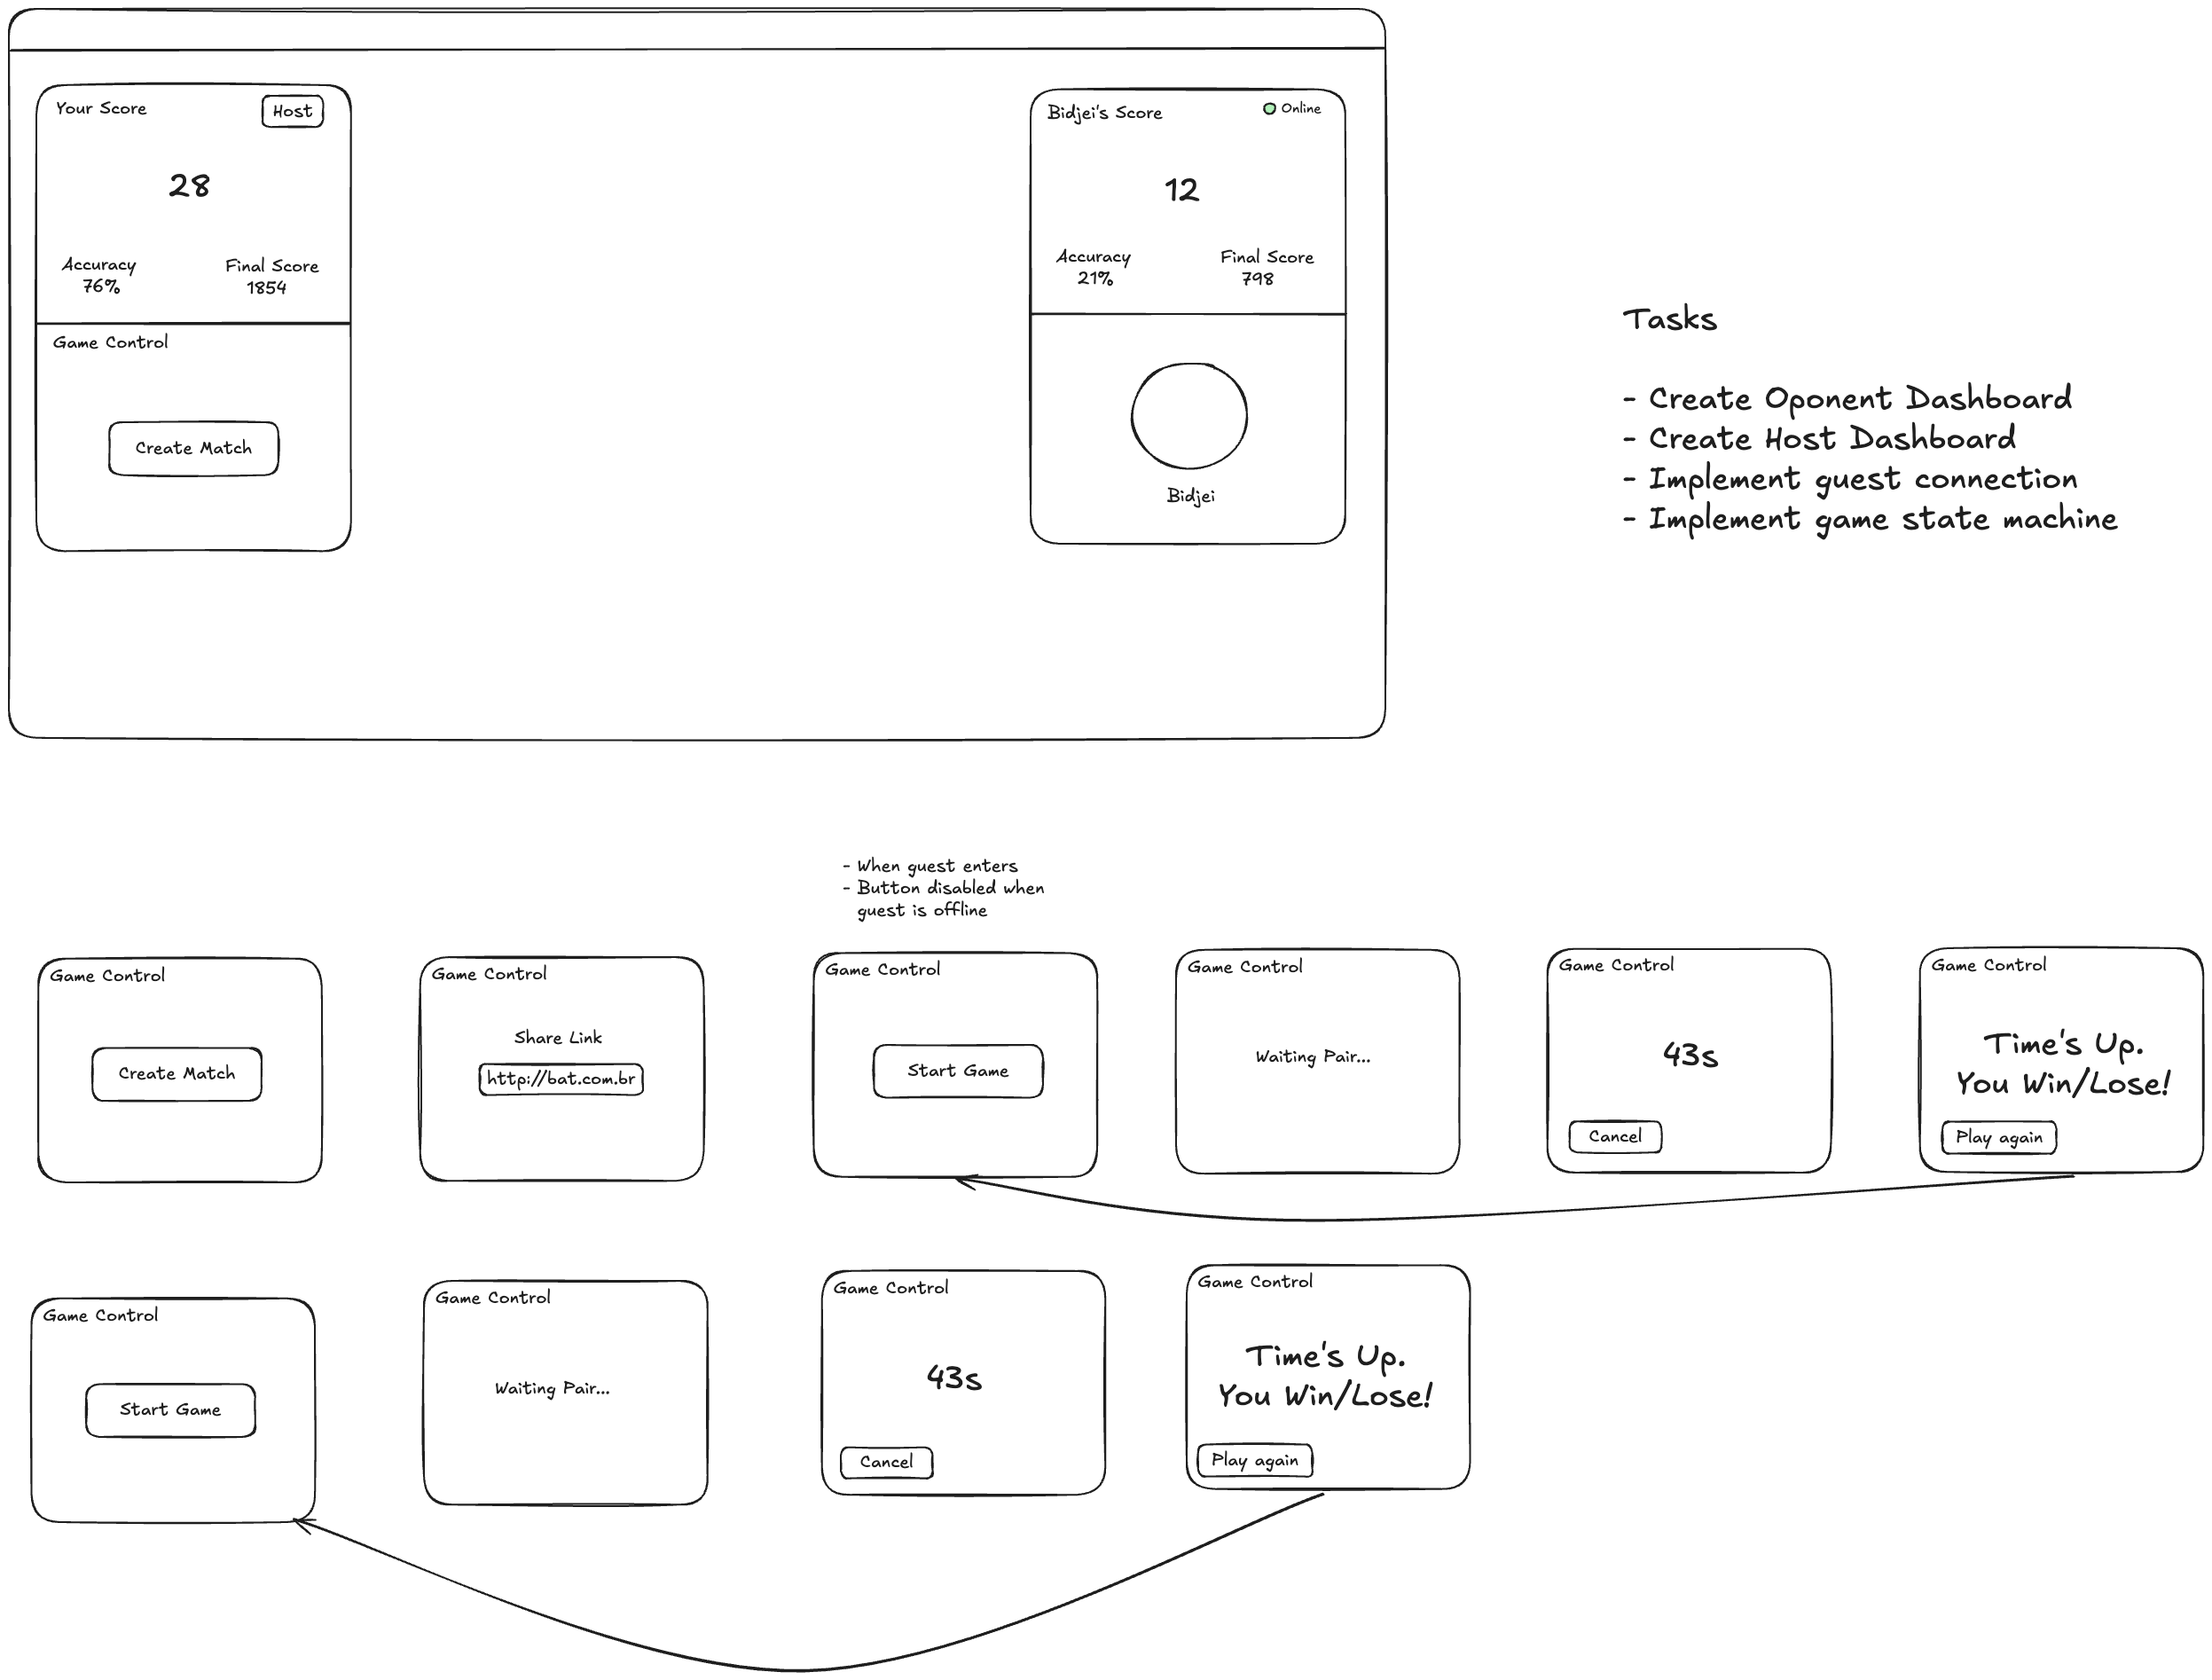 Your Score
Host
28
Accuracy
76%
Final Score
1854
Game Control
Create Match
Bidjei's Score
Online
12
Accuracy
21%
Final Score
798
Bidjei
Tasks
- Create Oponent Dashboard
- Create Host Dashboard
- Implement guest connection
- Implement game state machine
- When guest enters
- Button disabled when
guest is offline
Game Control
Create Match
Game Control
Share Link
http://bat.com.br
Game Control
Start Game
Game Control
Waiting Pair...
Game Control
43s
Cancel
Game Control
Time's Up.
You Win/Lose!
Play again
Game Control
Start Game
Game Control
Waiting Pair...
Game Control
43s
Cancel
Game Control
Time's Up.
You Win/Lose!
Play again